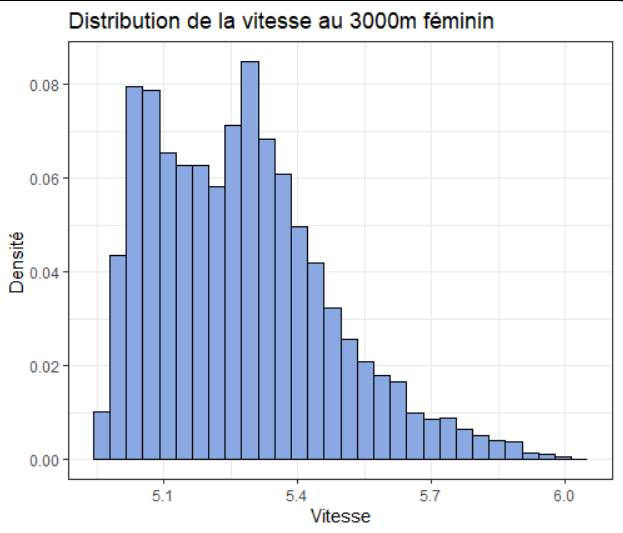 Distribution de la vitesse au 3000m féminin
Densité
0.08
0.06
0.04
0.02
0.00
5.1 5.4 5.7 6.0
Vitesse